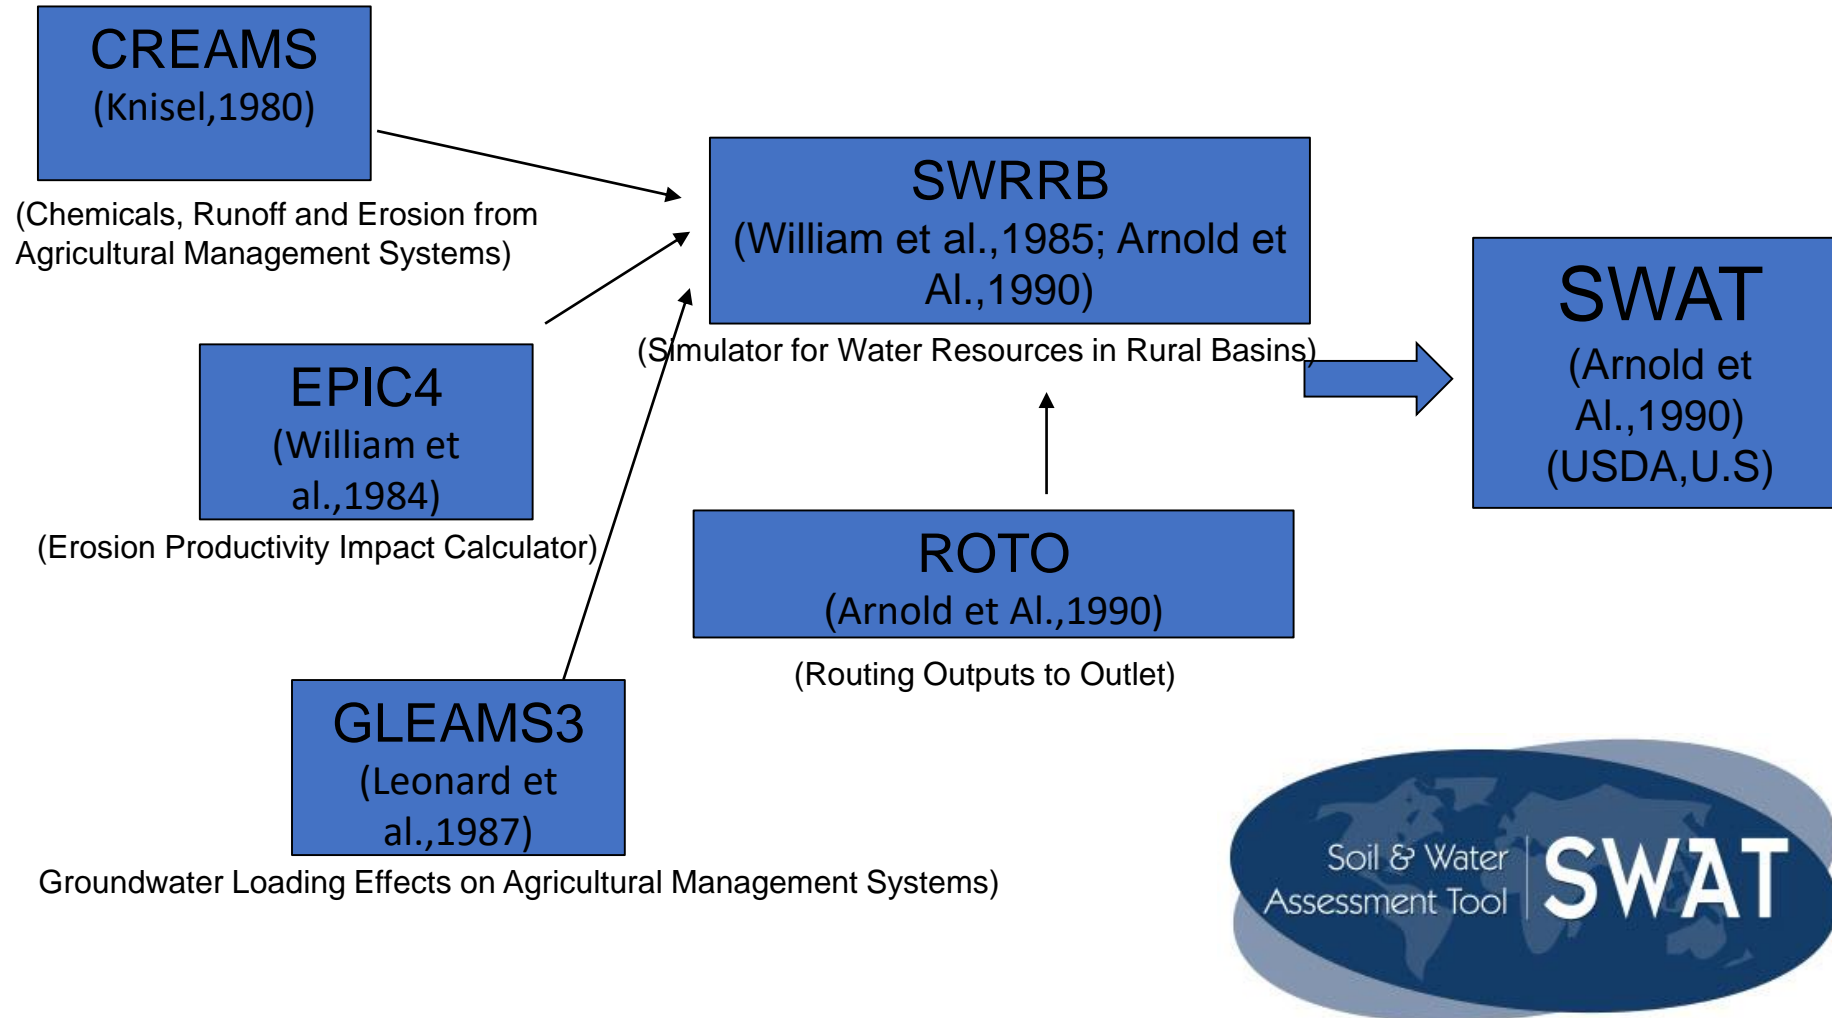 CREAMS
(Knisel,1980)
(Chemicals, Runoff and Erosion from
Agricultural Management Systems)
SWRRB
(William et al.,1985; Arnold et
Al.,1990)
(Simulator for Water Resources in Rural Basins)
SWAT
(Arnold et
Al.,1990)
(USDA,U.S)
EPIC4
(William et
al.,1984)
(Erosion Productivity Impact Calculator)
ROTO
(Arnold et Al.,1990)
(Routing Outputs to Outlet)
GLEAMS3
(Leonard et
al.,1987)
Groundwater Loading Effects on Agricultural Management Systems)
Soil & Water
Assessment Tool
SWAT